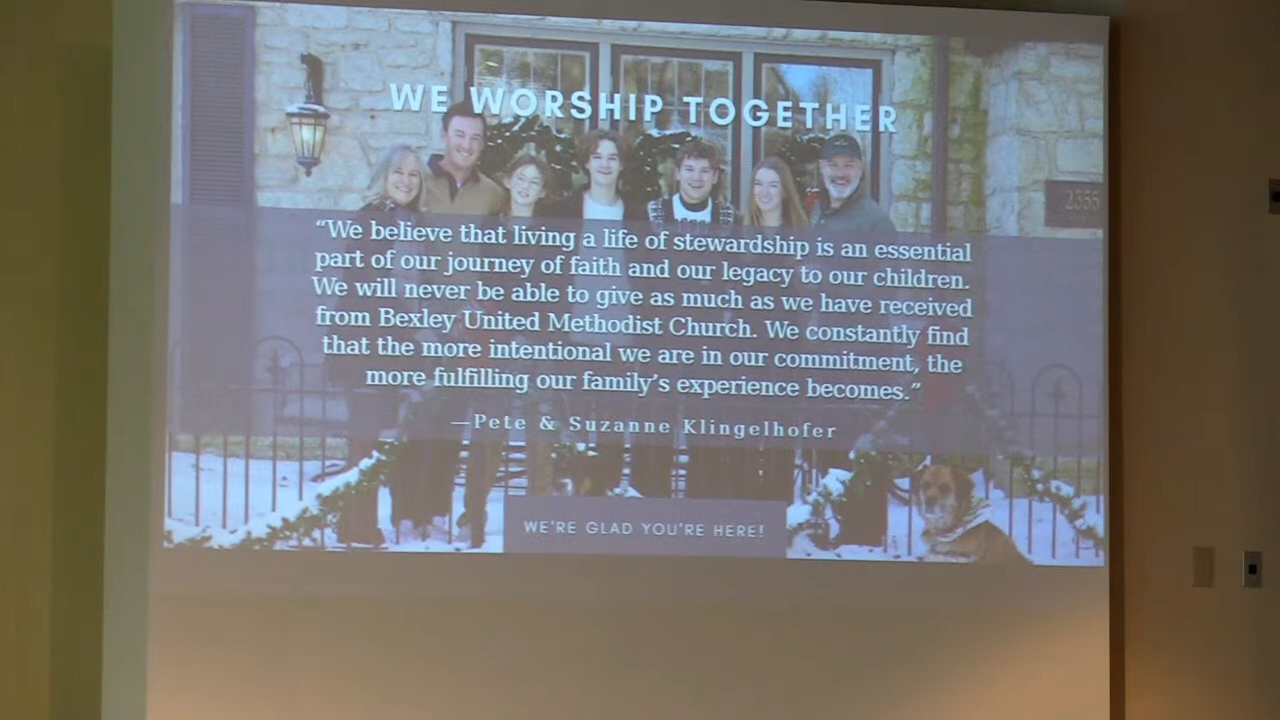 WE WORSHIP TOGETHER
2555
“We believe that living a life of stewardship is an essential
part of our journey of faith and our legacy to our children.
We will never be able to give as much as we have received
from Bexley United Methodist Church. We constantly find
that the more intentional we are in our commitment, the
more fulfilling our family’s experience becomes.”
—Pete & Suzanne Klingelhofer
WE'RE GLAD YOU'RE HERE!